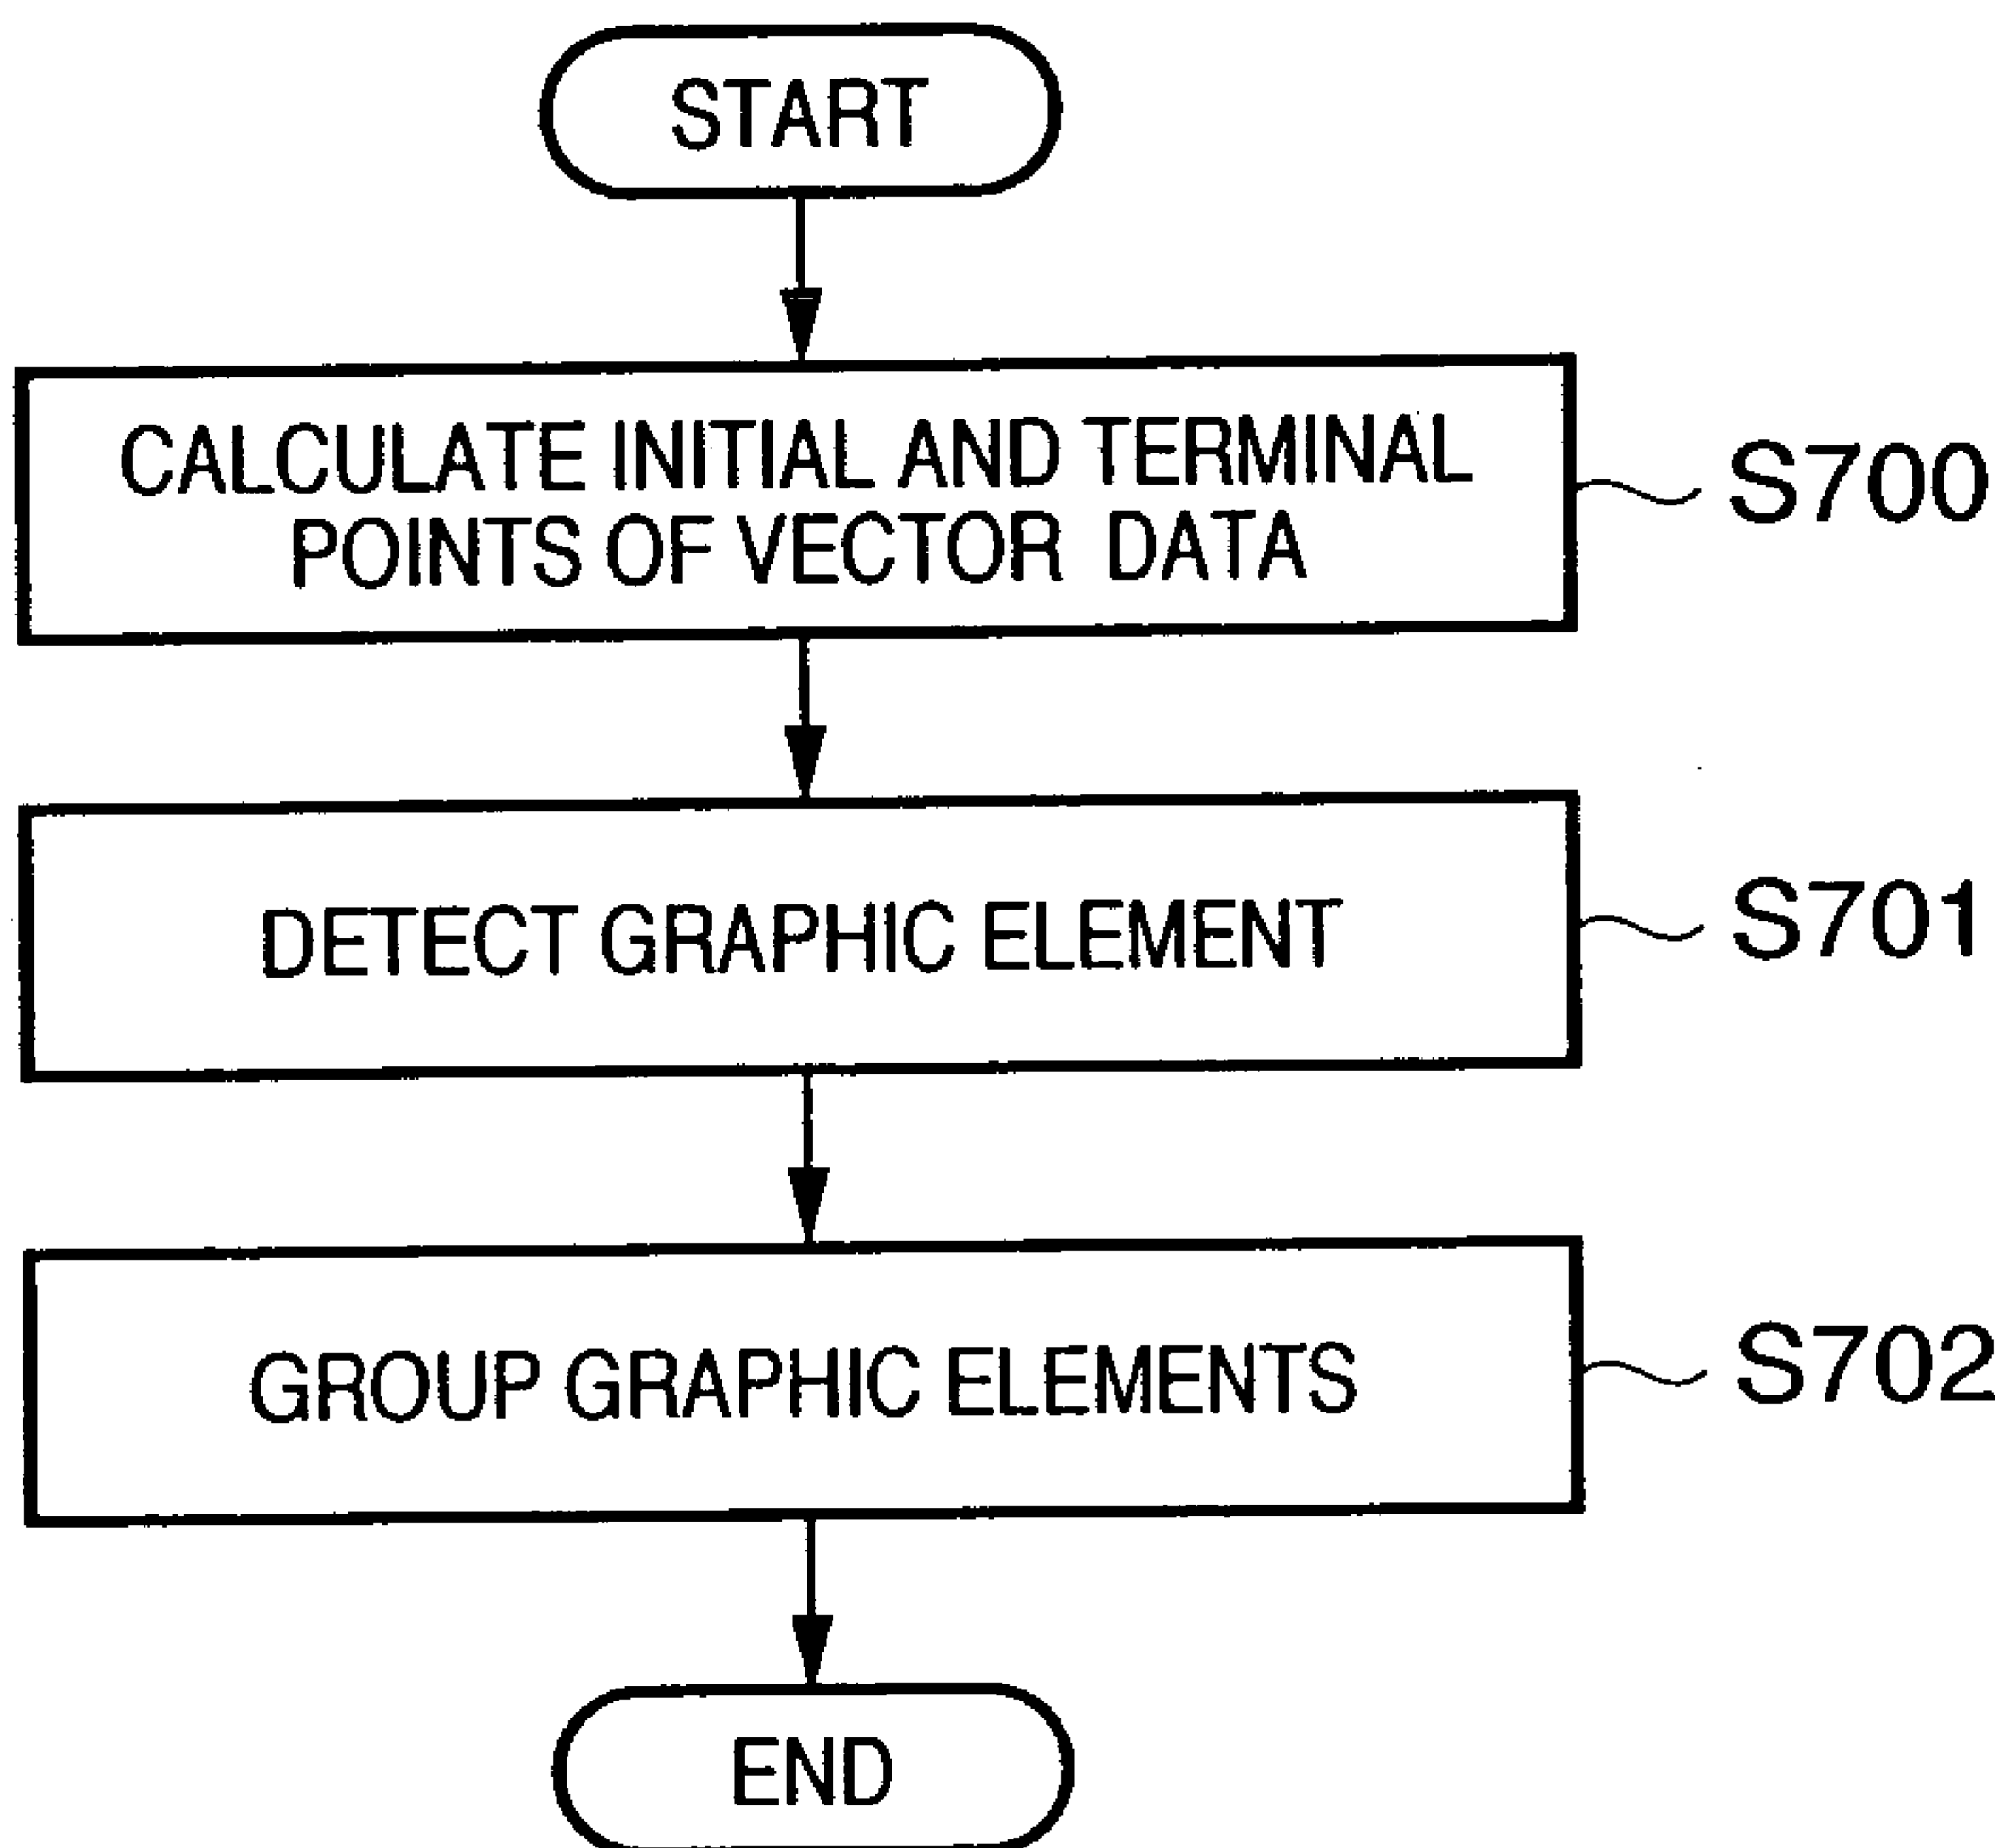 START
CALCULATE INITIAL AND TERMINAL
POINTS OF VECTOR DATA
S700
DETECT GRAPHIC ELEMENT
S701
GROUP GRAPHIC ELEMENTS
S702
END